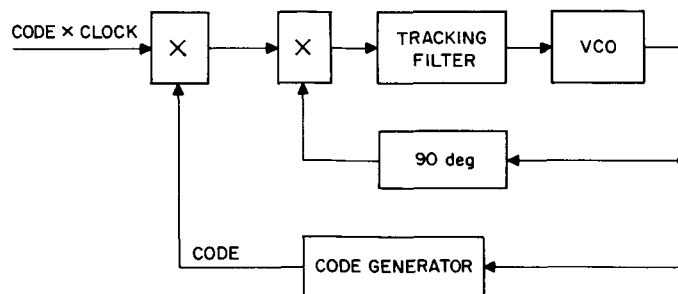 CODE × CLOCK
×
×
TRACKING
FILTER
VCO
90 deg
CODE
CODE GENERATOR